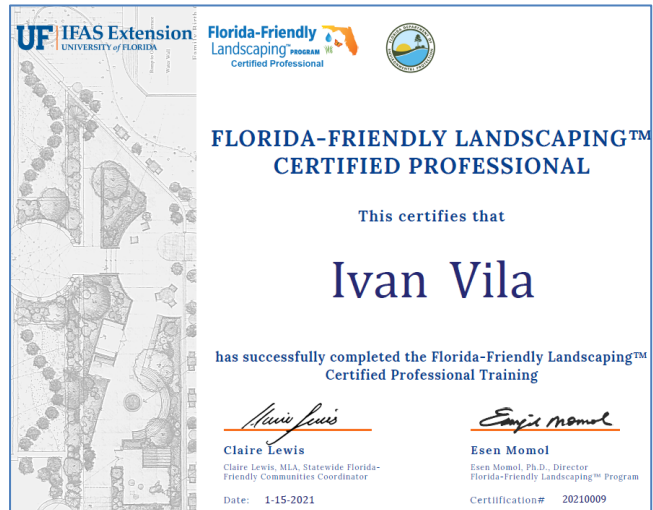 UF IFAS Extension
UNIVERSITY of FLORIDA
Florida-Friendly
Landscaping™ PROGRAM
Certified Professional
FLORIDA-FRIENDLY LANDSCAPING™
CERTIFIED PROFESSIONAL
This certifies that
Ivan Vila
has successfully completed the Florida-Friendly Landscaping™
Certified Professional Training
Claire Lewis
Claire Lewis
Claire Lewis, MLA, Statewide Florida-
Friendly Communities Coordinator
Date: 1-15-2021
Esen Momol
Esen Momol, Ph.D., Director
Florida-Friendly Landscaping™ Program
Certiification# 20210009